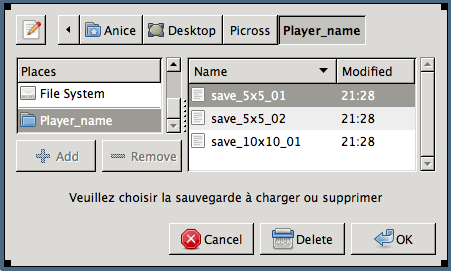 Anice Desktop Picross Player_name
Places
File System
Player_name
Add Remove
Name Modified
save_5x5_01 21:28
save_5x5_02 21:28
save_10x10_01 21:28
Veuillez choisir la sauvegarde à charger ou supprimer
Cancel Delete OK